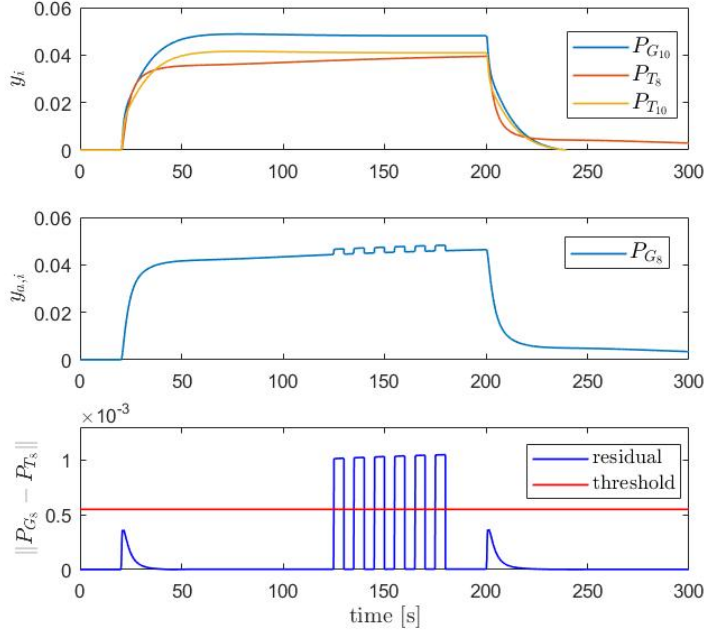 0.06
0.04
0.02
0
y_i
P_{G_{10}}
P_{T_8}
P_{T_{10}}
0 50 100 150 200 250 300
0.06
0.04
0.02
0
y_{a,i}
P_{G_8}
0 50 100 150 200 250 300
×10^{-3}
1
0.5
0
‖P_{G_8} − P_{T_8}‖
residual
threshold
0 50 100 150 200 250 300
time [s]